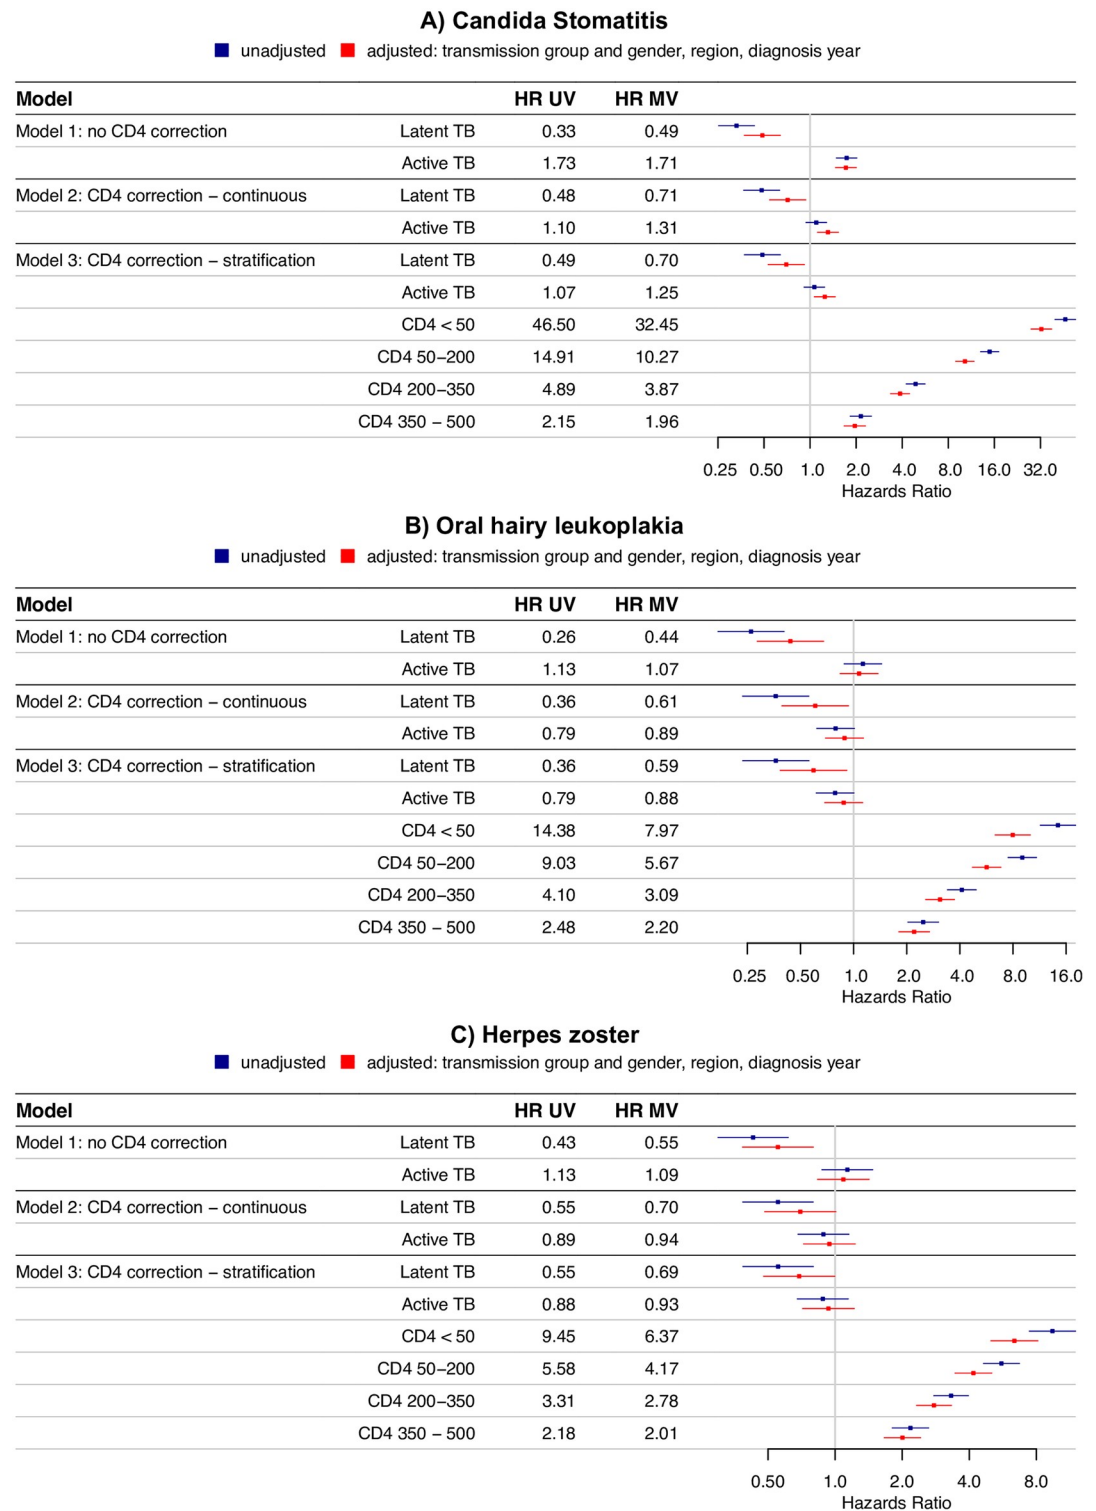 A) Candida Stomatitis
unadjusted adjusted: transmission group and gender, region, diagnosis year
Model HR UV HR MV
Model 1: no CD4 correction Latent TB 0.33 0.49
Active TB 1.73 1.71
Model 2: CD4 correction − continuous Latent TB 0.48 0.71
Active TB 1.10 1.31
Model 3: CD4 correction − stratification Latent TB 0.49 0.70
Active TB 1.07 1.25
CD4 < 50 46.50 32.45
CD4 50−200 14.91 10.27
CD4 200−350 4.89 3.87
CD4 350 − 500 2.15 1.96
0.25 0.50 1.0 2.0 4.0 8.0 16.0 32.0
Hazards Ratio
B) Oral hairy leukoplakia
unadjusted adjusted: transmission group and gender, region, diagnosis year
Model HR UV HR MV
Model 1: no CD4 correction Latent TB 0.26 0.44
Active TB 1.13 1.07
Model 2: CD4 correction − continuous Latent TB 0.36 0.61
Active TB 0.79 0.89
Model 3: CD4 correction − stratification Latent TB 0.36 0.59
Active TB 0.79 0.88
CD4 < 50 14.38 7.97
CD4 50−200 9.03 5.67
CD4 200−350 4.10 3.09
CD4 350 − 500 2.48 2.20
0.25 0.50 1.0 2.0 4.0 8.0 16.0
Hazards Ratio
C) Herpes zoster
unadjusted adjusted: transmission group and gender, region, diagnosis year
Model HR UV HR MV
Model 1: no CD4 correction Latent TB 0.43 0.55
Active TB 1.13 1.09
Model 2: CD4 correction − continuous Latent TB 0.55 0.70
Active TB 0.89 0.94
Model 3: CD4 correction − stratification Latent TB 0.55 0.69
Active TB 0.88 0.93
CD4 < 50 9.45 6.37
CD4 50−200 5.58 4.17
CD4 200−350 3.31 2.78
CD4 350 − 500 2.18 2.01
0.50 1.0 2.0 4.0 8.0
Hazards Ratio